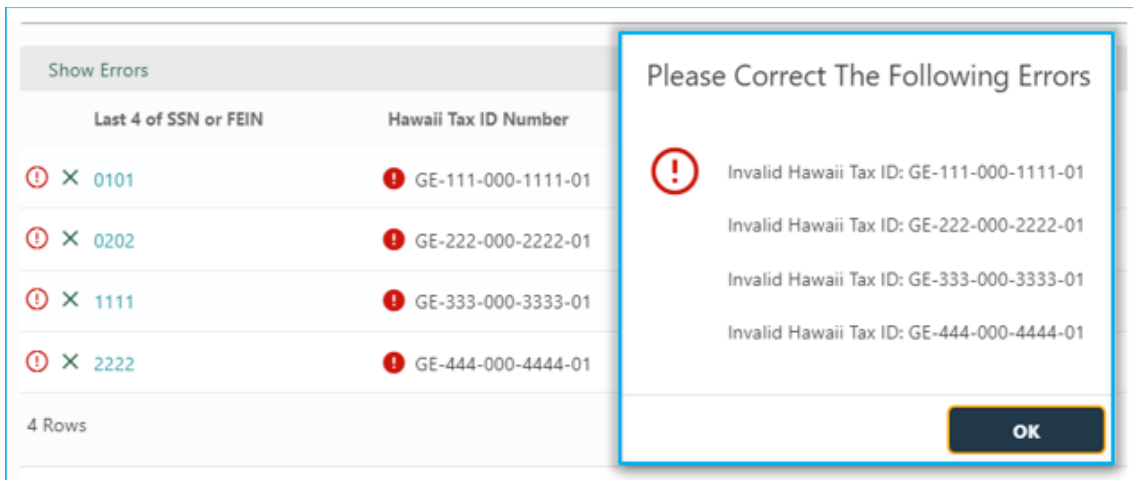 Show Errors
Last 4 of SSN or FEIN Hawaii Tax ID Number
0101 GE-111-000-1111-01
0202 GE-222-000-2222-01
1111 GE-333-000-3333-01
2222 GE-444-000-4444-01
4 Rows
Please Correct The Following Errors
Invalid Hawaii Tax ID: GE-111-000-1111-01
Invalid Hawaii Tax ID: GE-222-000-2222-01
Invalid Hawaii Tax ID: GE-333-000-3333-01
Invalid Hawaii Tax ID: GE-444-000-4444-01
OK